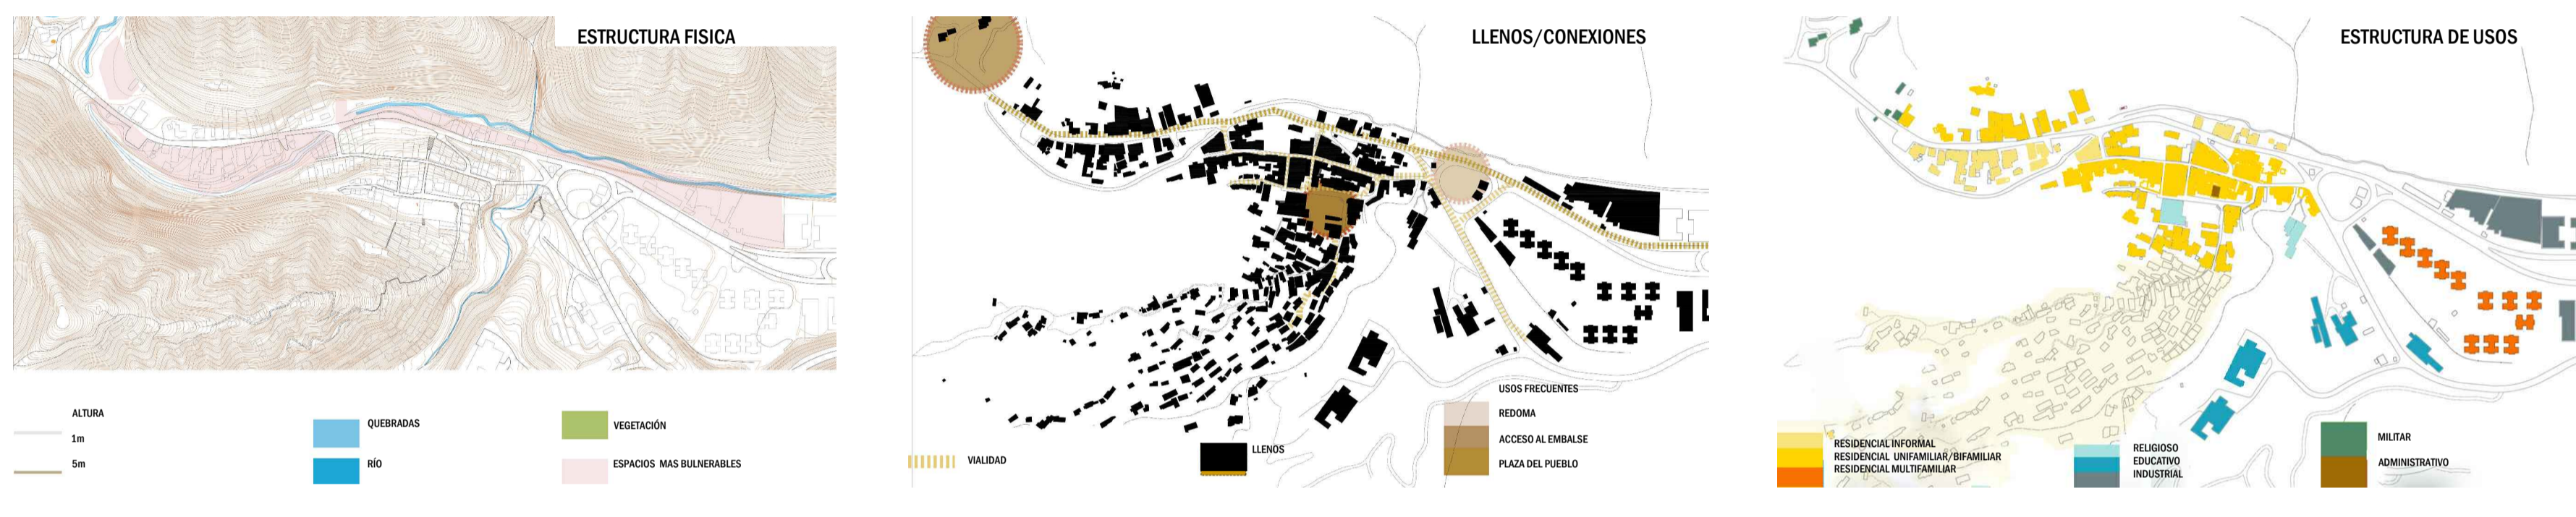 ESTRUCTURA FISICA
ALTURA
1m
5m
QUEBRADAS
RÍO
VEGETACIÓN
ESPACIOS MAS BULNERABLES
LLENOS/CONEXIONES
VIALIDAD
LLENOS
USOS FRECUENTES
REDOMA
ACCESO AL EMBALSE
PLAZA DEL PUEBLO
ESTRUCTURA DE USOS
RESIDENCIAL INFORMAL
RESIDENCIAL UNIFAMILIAR/BIFAMILIAR
RESIDENCIAL MULTIFAMILIAR
RELIGIOSO
EDUCATIVO
INDUSTRIAL
MILITAR
ADMINISTRATIVO